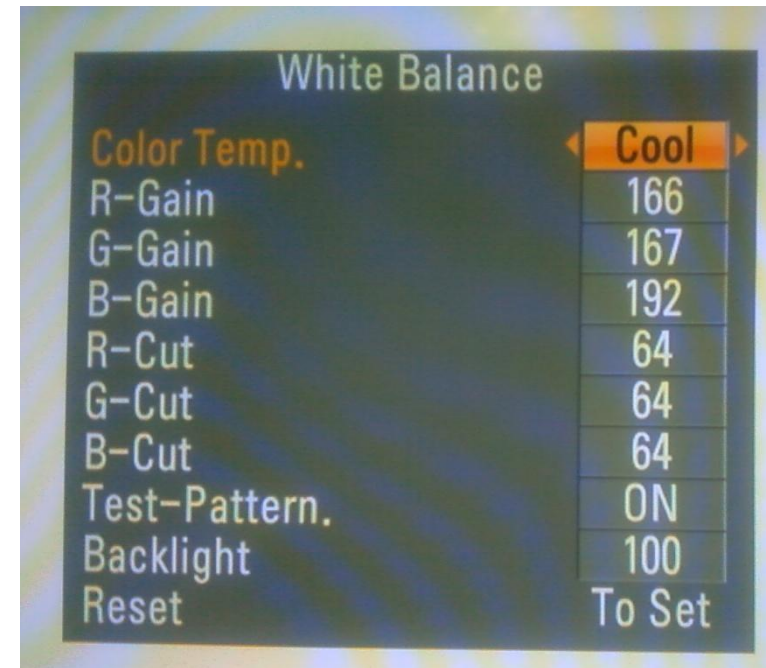 White Balance
Color Temp. Cool
R-Gain 166
G-Gain 167
B-Gain 192
R-Cut 64
G-Cut 64
B-Cut 64
Test-Pattern. ON
Backlight 100
Reset To Set